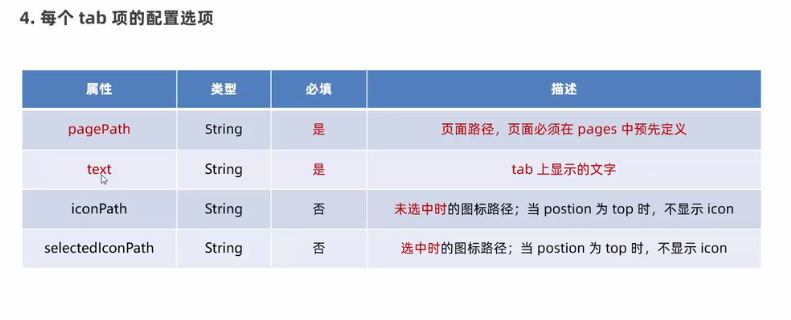 4. 每个 tab 项的配置选项
属性 类型 必填 描述
pagePath String 是 页面路径，页面必须在 pages 中预先定义
text String 是 tab 上显示的文字
iconPath String 否 未选中时的图标路径；当 postion 为 top 时，不显示 icon
selectedIconPath String 否 选中时的图标路径；当 postion 为 top 时，不显示 icon